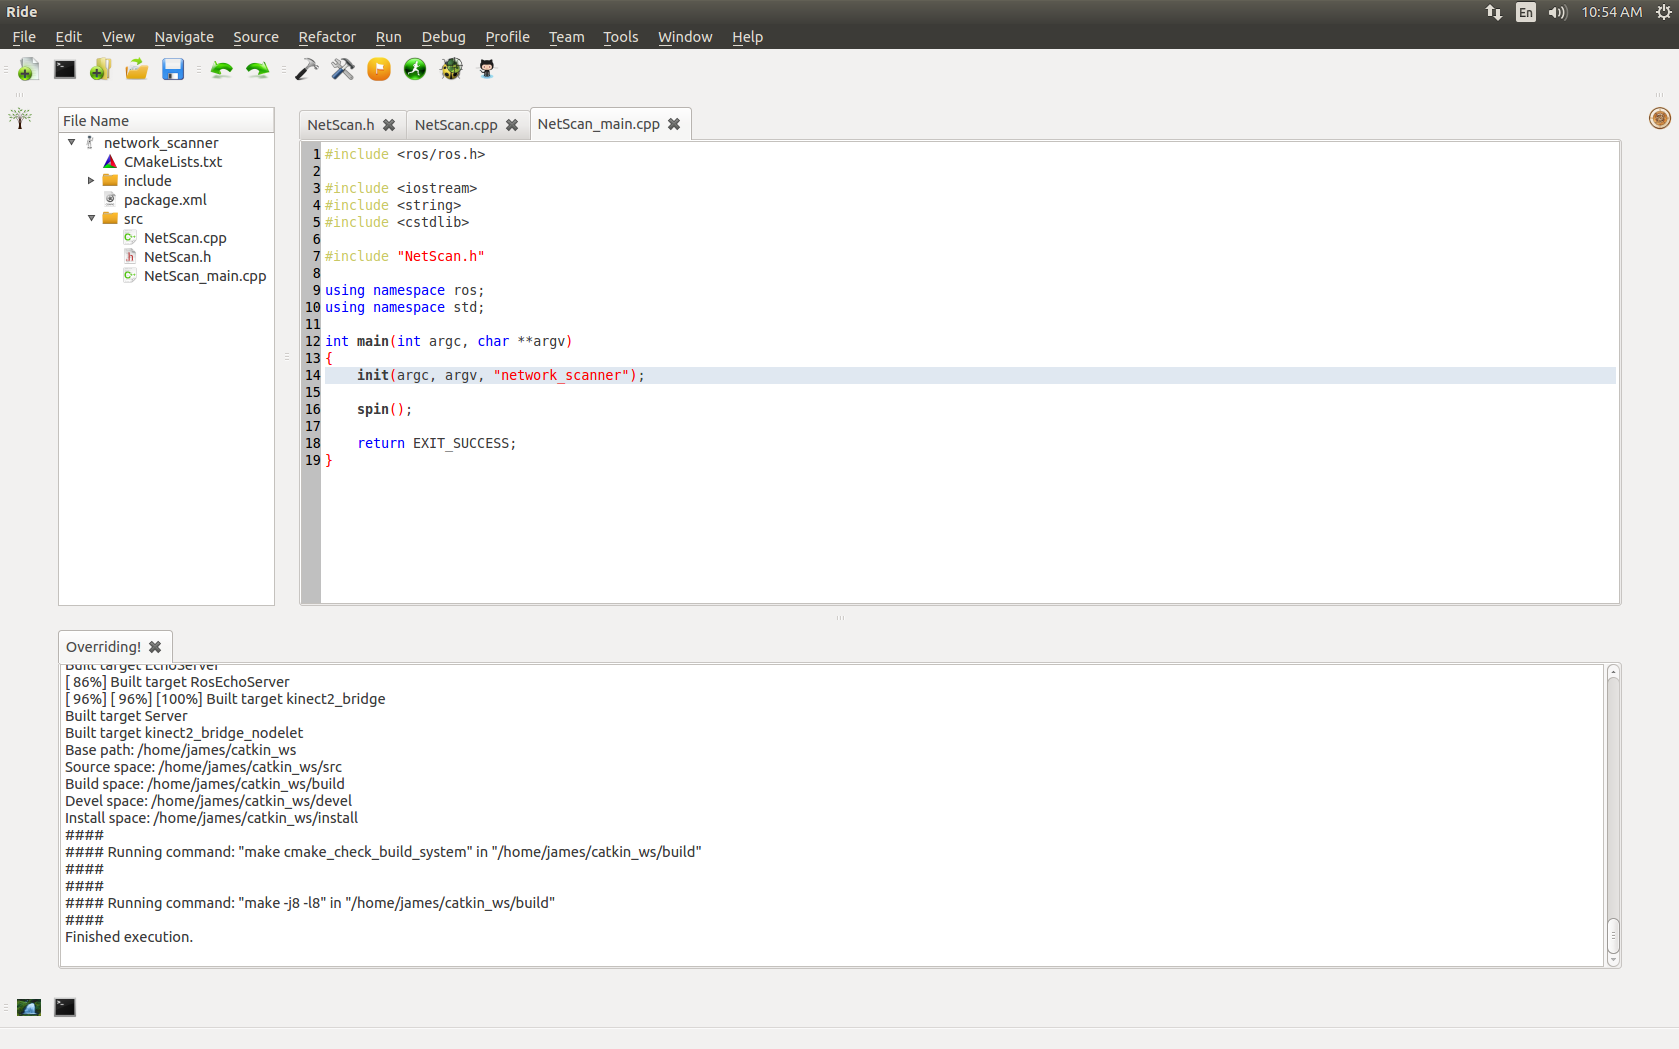 Ride
En
10:54 AM
File Edit View Navigate Source Refactor Run Debug Profile Team Tools Window Help
File Name
network_scanner
CMakeLists.txt
include
package.xml
src
NetScan.cpp
NetScan.h
NetScan_main.cpp
NetScan.h NetScan.cpp NetScan_main.cpp
1 #include <ros/ros.h>
2
3 #include <iostream>
4 #include <string>
5 #include <cstdlib>
6
7 #include "NetScan.h"
8
9 using namespace ros;
10 using namespace std;
11
12 int main(int argc, char **argv)
13 {
14 init(argc, argv, "network_scanner");
15
16 spin();
17
18 return EXIT_SUCCESS;
19 }
Overriding!
Built target EchoServer
[ 86%] Built target RosEchoServer
[ 96%] [ 96%] [100%] Built target kinect2_bridge
Built target Server
Built target kinect2_bridge_nodelet
Base path: /home/james/catkin_ws
Source space: /home/james/catkin_ws/src
Build space: /home/james/catkin_ws/build
Devel space: /home/james/catkin_ws/devel
Install space: /home/james/catkin_ws/install
####
#### Running command: "make cmake_check_build_system" in "/home/james/catkin_ws/build"
####
####
#### Running command: "make -j8 -l8" in "/home/james/catkin_ws/build"
####
Finished execution.